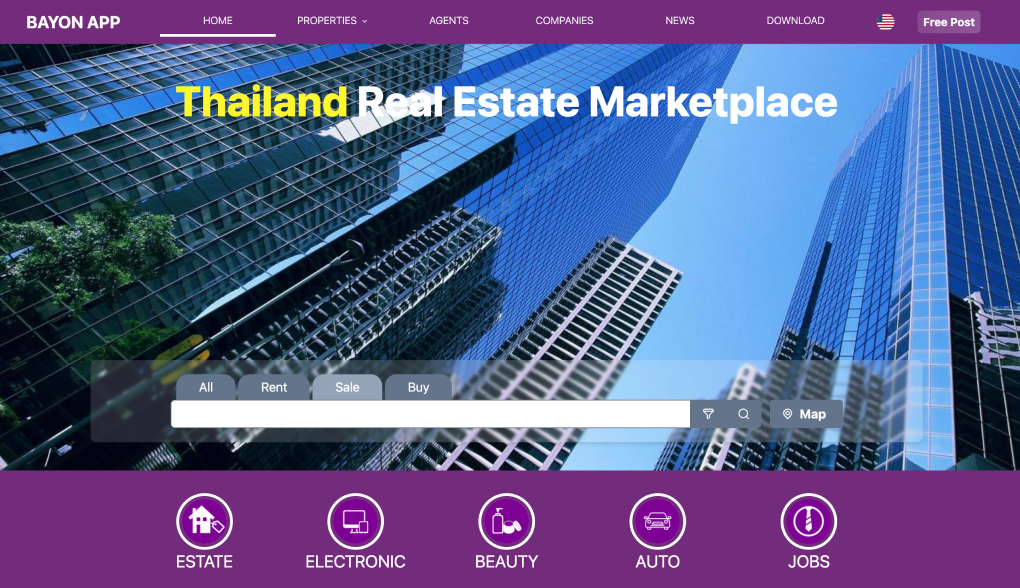 BAYON APP
HOME
PROPERTIES
AGENTS
COMPANIES
NEWS
DOWNLOAD
Free Post
Thailand Real Estate Marketplace
All
Rent
Sale
Buy
Map
ESTATE
ELECTRONIC
BEAUTY
AUTO
JOBS